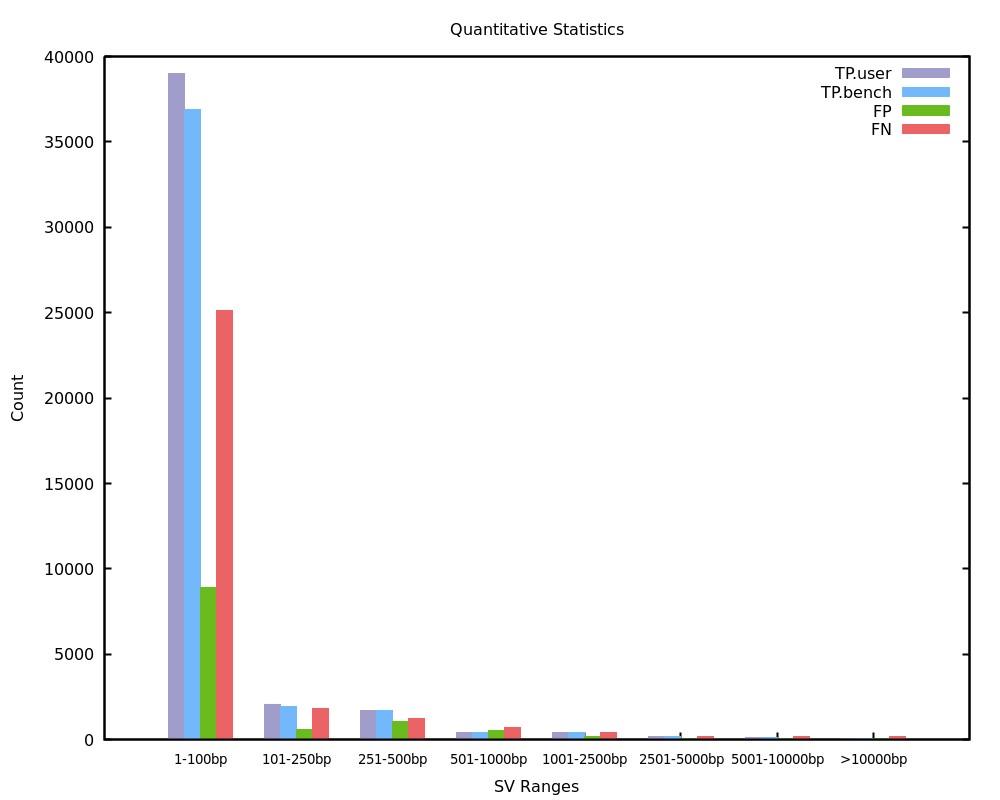 Quantitative Statistics
TP.user
TP.bench
FP
FN
40000
35000
30000
25000
20000
15000
10000
5000
0
Count
1-100bp 101-250bp 251-500bp 501-1000bp 1001-2500bp 2501-5000bp 5001-10000bp >10000bp
SV Ranges